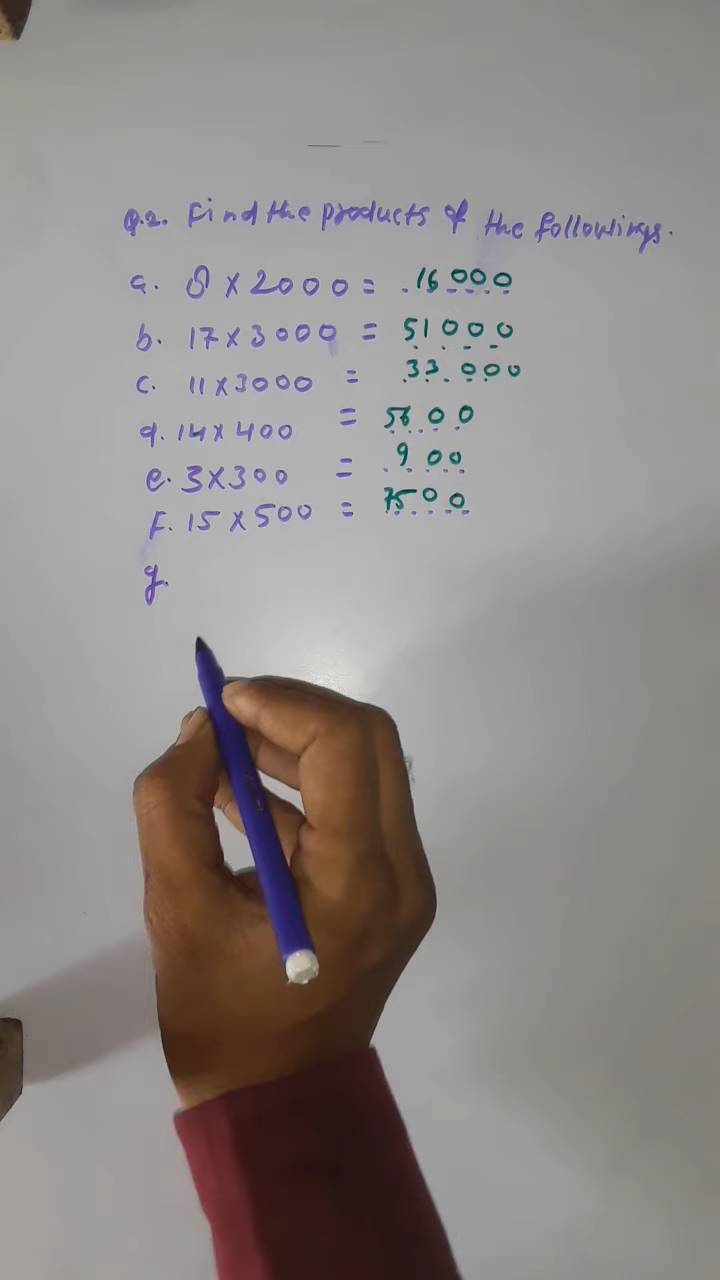 Q.2. Find the products of the followings.
a. 8 × 2000 = 16000
b. 17 × 3000 = 51000
c. 11 × 3000 = 33000
d. 14 × 400 = 5600
e. 3 × 300 = 900
F. 15 × 500 = 7500
g.